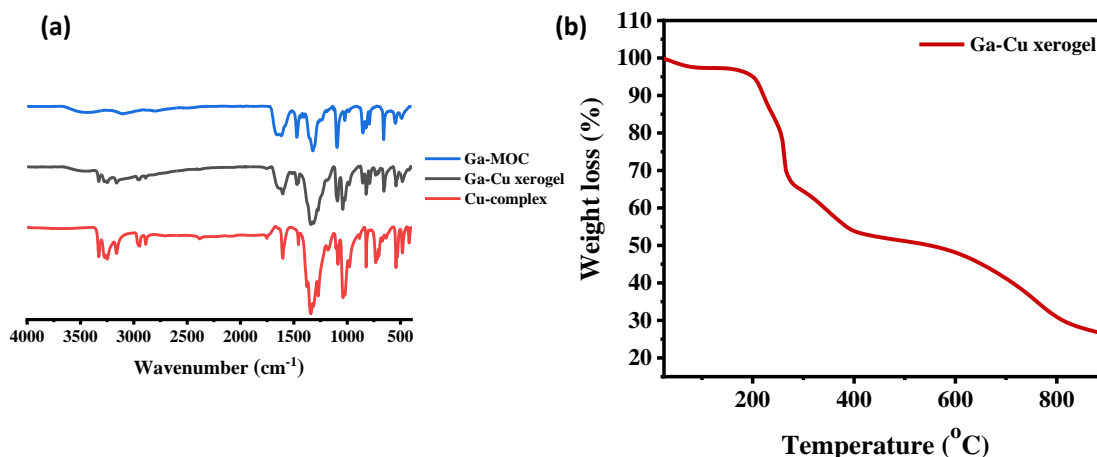 (a)
Ga-MOC
Ga-Cu xerogel
Cu-complex
4000 3500 3000 2500 2000 1500 1000 500
Wavenumber (cm⁻¹)
(b)
Ga-Cu xerogel
110
100
90
80
70
60
50
40
30
20
Weight loss (%)
200 400 600 800
Temperature (°C)